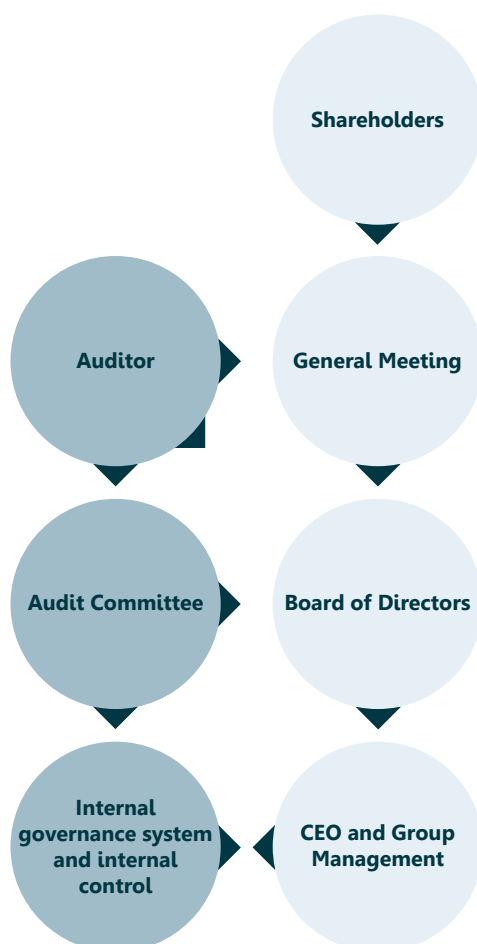 Shareholders
Auditor
General Meeting
Audit Committee
Board of Directors
Internal
governance system
and internal
control
CEO and Group
Management